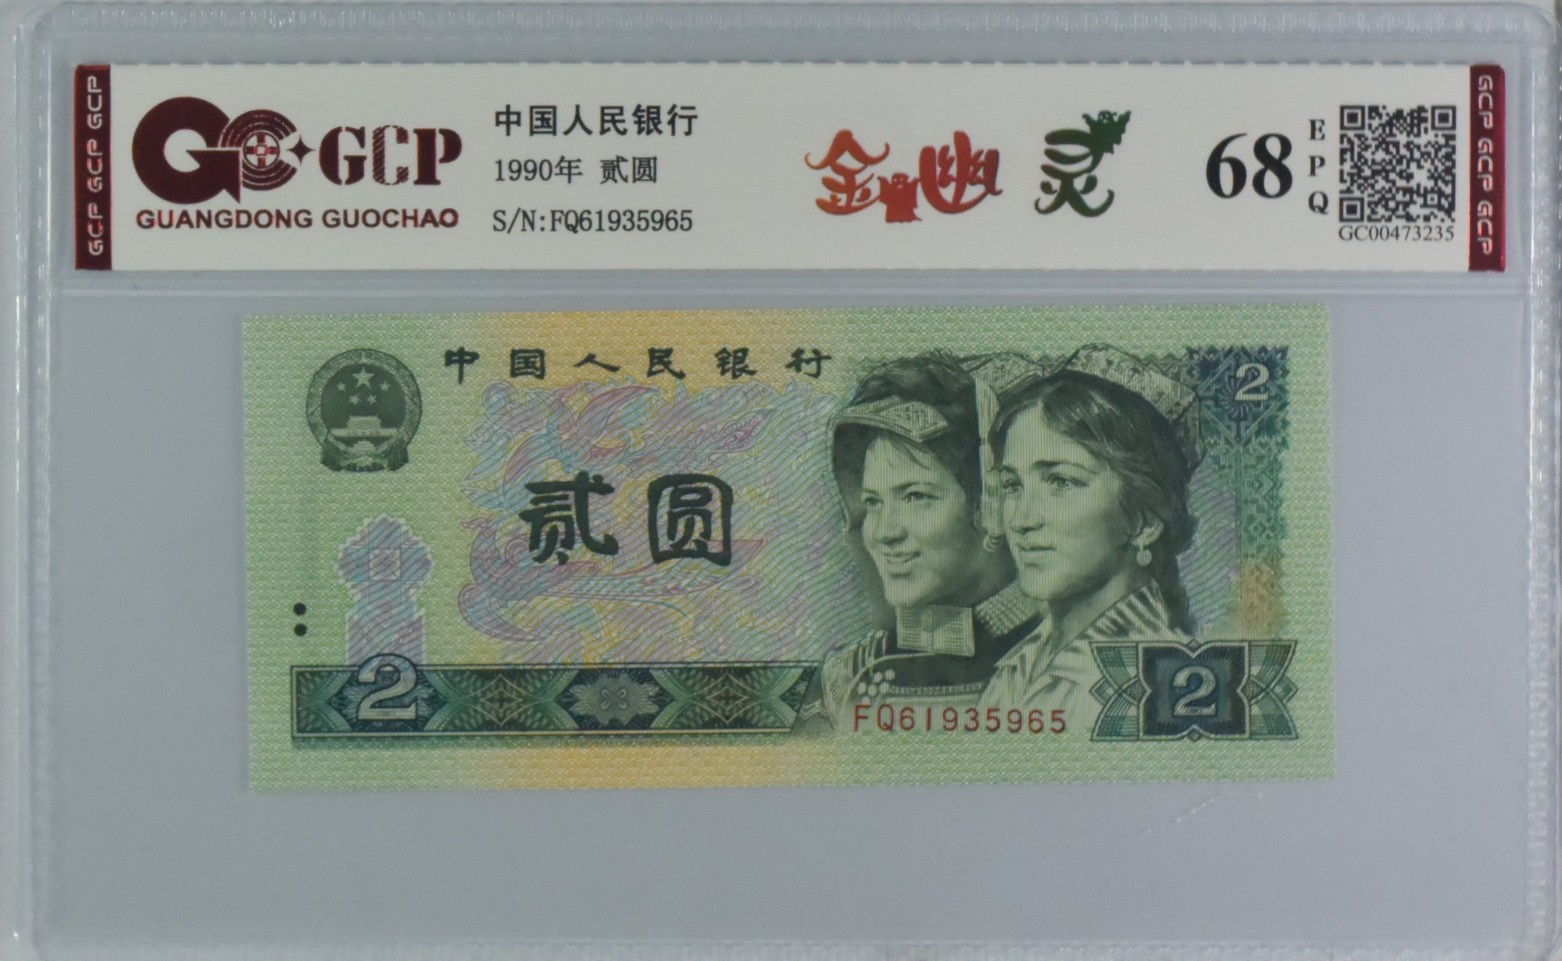 GCP GCP GCP
GC GCP
GUANGDONG GUOCHAO
中国人民银行
1990年 贰圆
S/N:FQ61935965
金幽灵
68
EPQ
GC00473235
GCP GCP GCP
中国人民银行
2
贰圆
2
FQ61935965
2